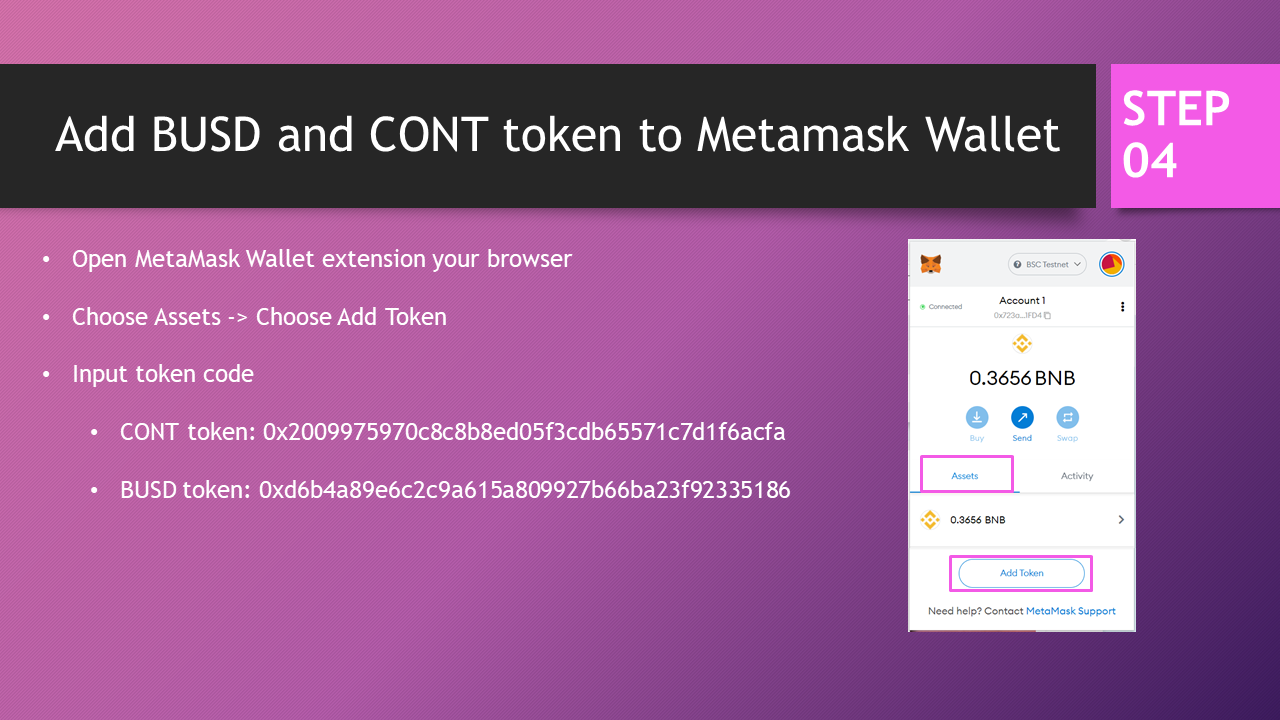 Add BUSD and CONT token to Metamask Wallet
STEP
04
• Open MetaMask Wallet extension your browser
• Choose Assets -> Choose Add Token
• Input token code
• CONT token: 0x2009975970c8c8b8ed05f3cdb65571c7d1f6acfa
• BUSD token: 0xd6b4a89e6c2c9a615a809927b66ba23f92335186
BSC Testnet
Connected
Account 1
0x723a...1FD4
0.3656 BNB
Buy Send Swap
Assets Activity
0.3656 BNB
Add Token
Need help? Contact MetaMask Support